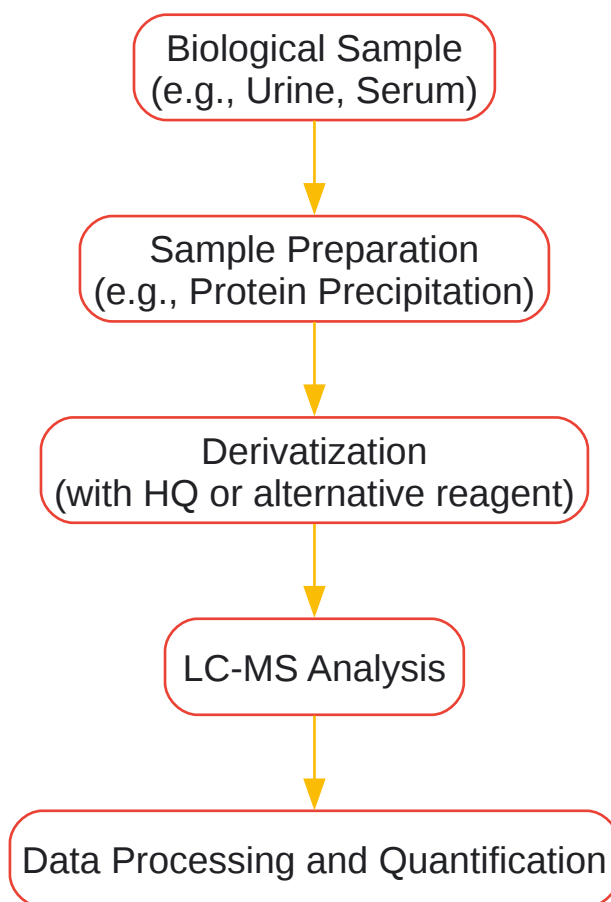 Biological Sample
(e.g., Urine, Serum)
Sample Preparation
(e.g., Protein Precipitation)
Derivatization
(with HQ or alternative reagent)
LC-MS Analysis
Data Processing and Quantification